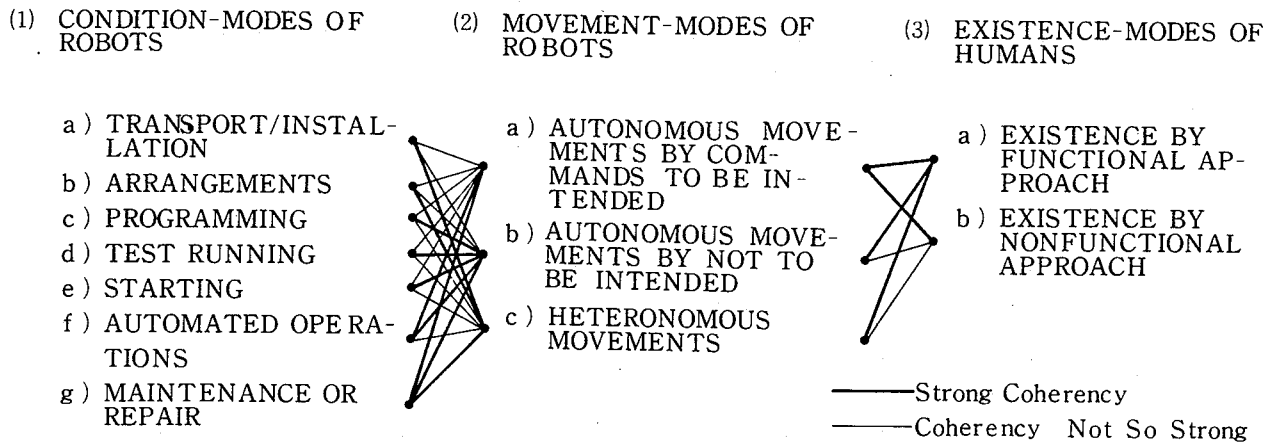 (1) CONDITION-MODES OF
ROBOTS
a) TRANSPORT/INSTAL-
LATION
b) ARRANGEMENTS
c) PROGRAMMING
d) TEST RUNNING
e) STARTING
f) AUTOMATED OPERA-
TIONS
g) MAINTENANCE OR
REPAIR
(2) MOVEMENT-MODES OF
ROBOTS
a) AUTONOMOUS MOVE-
MENTS BY COM-
MANDS TO BE IN-
TENDED
b) AUTONOMOUS MOVE-
MENTS BY NOT TO
BE INTENDED
c) HETERONOMOUS
MOVEMENTS
(3) EXISTENCE-MODES OF
HUMANS
a) EXISTENCE BY
FUNCTIONAL AP-
PROACH
b) EXISTENCE BY
NONFUNCTIONAL
APPROACH
Strong Coherency
Coherency Not So Strong